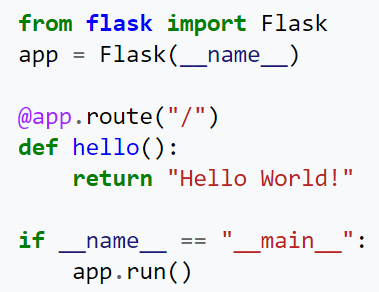 from flask import Flask
app = Flask(__name__)

@app.route("/")
def hello():
    return "Hello World!"

if __name__ == "__main__":
    app.run()